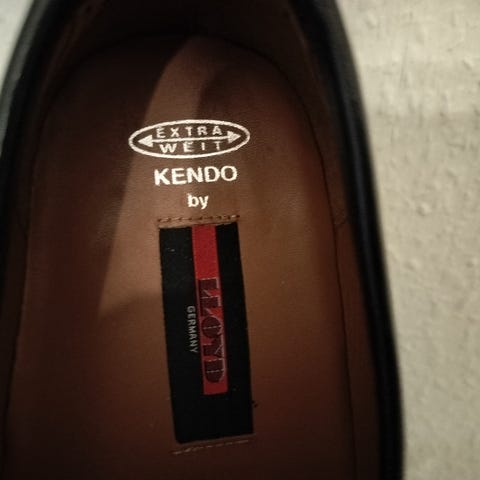 EXTRA
WEIT
KENDO
by
LLOYD
GERMANY